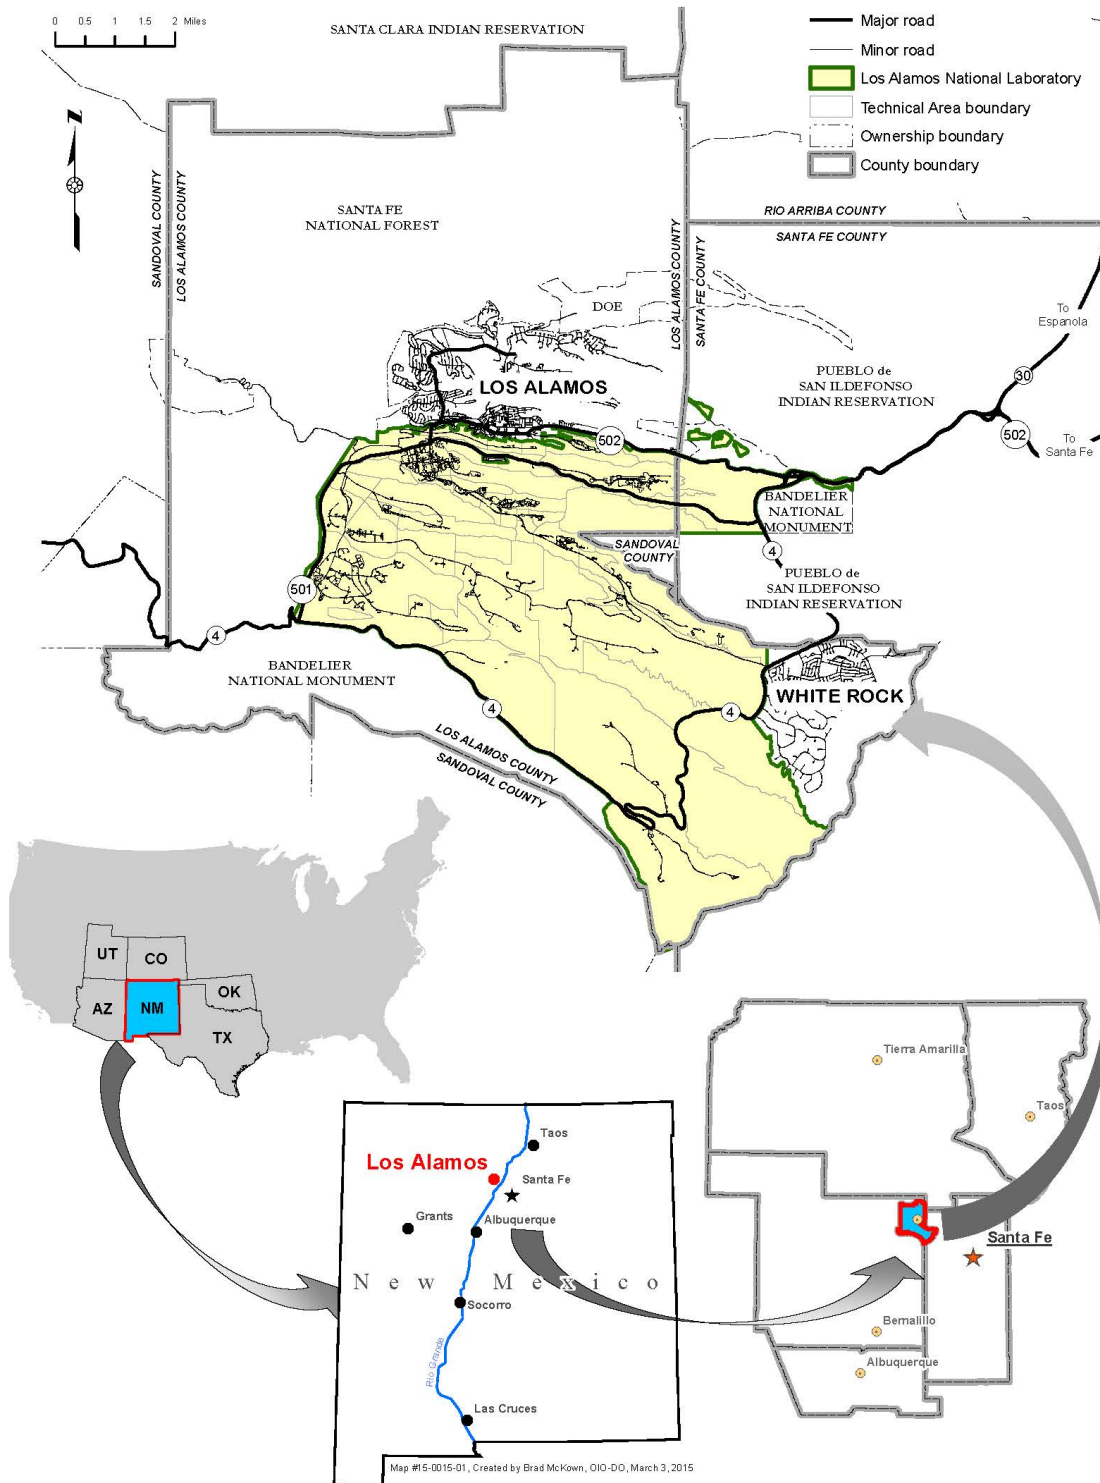 0 0.5 1 1.5 2 Miles
SANTA CLARA INDIAN RESERVATION
Major road
Minor road
Los Alamos National Laboratory
Technical Area boundary
Ownership boundary
County boundary
N
SANDOVAL COUNTY
LOS ALAMOS COUNTY
SANTA FE
NATIONAL FOREST
LOS ALAMOS COUNTY
SANTA FE COUNTY
RIO ARRIBA COUNTY
SANTA FE COUNTY
DOE
To
Espanola
30
PUEBLO de
SAN ILDEFONSO
INDIAN RESERVATION
LOS ALAMOS
502
502
To
Santa Fe
BANDELIER
NATIONAL
MONUMENT
SANDOVAL
COUNTY
4
PUEBLO de
SAN ILDEFONSO
INDIAN RESERVATION
501
4
BANDELIER
NATIONAL MONUMENT
WHITE ROCK
4
4
LOS ALAMOS COUNTY
SANDOVAL COUNTY
UT
CO
AZ
NM
OK
TX
Taos
Los Alamos
Santa Fe
Grants
Albuquerque
New Mexico
Socorro
Rio Grande
Las Cruces
Tierra Amarilla
Taos
Santa Fe
Bernalillo
Albuquerque
Map #15-0015-01, Created by Brad McKown, OIO-DO, March 3, 2015